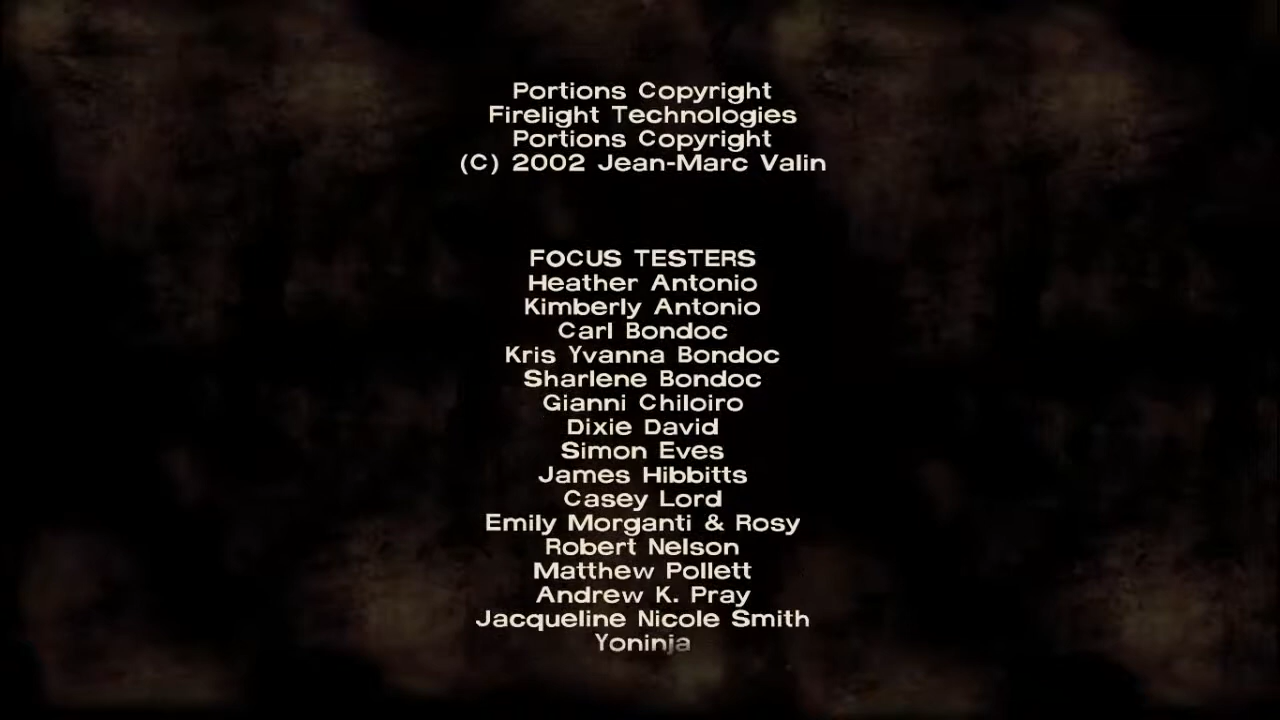 Portions Copyright
Firelight Technologies
Portions Copyright
(C) 2002 Jean-Marc Valin
FOCUS TESTERS
Heather Antonio
Kimberly Antonio
Carl Bondoc
Kris Yvanna Bondoc
Sharlene Bondoc
Gianni Chiloiro
Dixie David
Simon Eves
James Hibbitts
Casey Lord
Emily Morganti & Rosy
Robert Nelson
Matthew Pollett
Andrew K. Pray
Jacqueline Nicole Smith
Yoninja